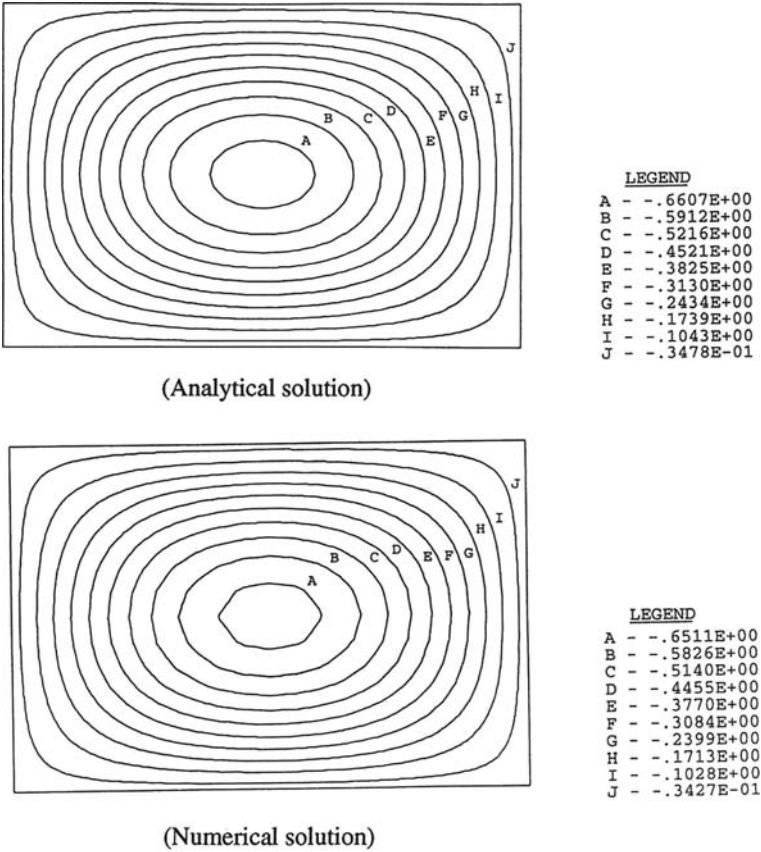 J
H
I
F
G
B
C
D
E
A
LEGEND
A - -.6607E+00
B - -.5912E+00
C - -.5216E+00
D - -.4521E+00
E - -.3825E+00
F - -.3130E+00
G - -.2434E+00
H - -.1739E+00
I - -.1043E+00
J - -.3478E-01
(Analytical solution)
J
I
H
B
C
D
E
F
G
A
LEGEND
A - -.6511E+00
B - -.5826E+00
C - -.5140E+00
D - -.4455E+00
E - -.3770E+00
F - -.3084E+00
G - -.2399E+00
H - -.1713E+00
I - -.1028E+00
J - -.3427E-01
(Numerical solution)